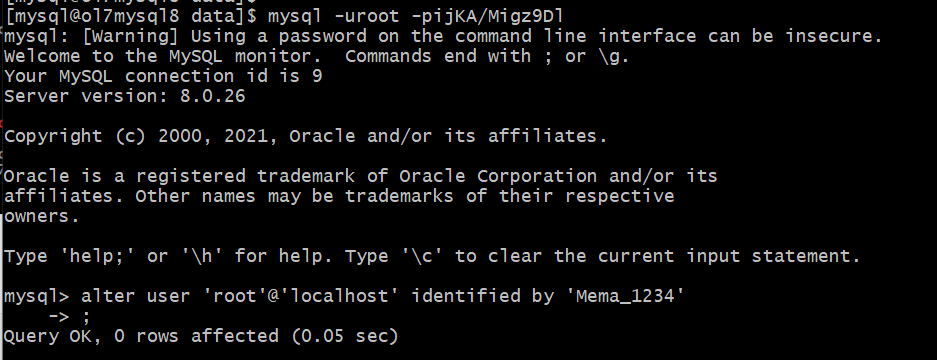 [mysql@ol7mysql8 data]$
[mysql@ol7mysql8 data]$ mysql -uroot -pijKA/Migz9Dl
mysql: [Warning] Using a password on the command line interface can be insecure.
Welcome to the MySQL monitor.  Commands end with ; or \g.
Your MySQL connection id is 9
Server version: 8.0.26
Copyright (c) 2000, 2021, Oracle and/or its affiliates.
Oracle is a registered trademark of Oracle Corporation and/or its
affiliates. Other names may be trademarks of their respective
owners.
Type 'help;' or '\h' for help. Type '\c' to clear the current input statement.
mysql> alter user 'root'@'localhost' identified by 'Mema_1234'
    -> ;
Query OK, 0 rows affected (0.05 sec)